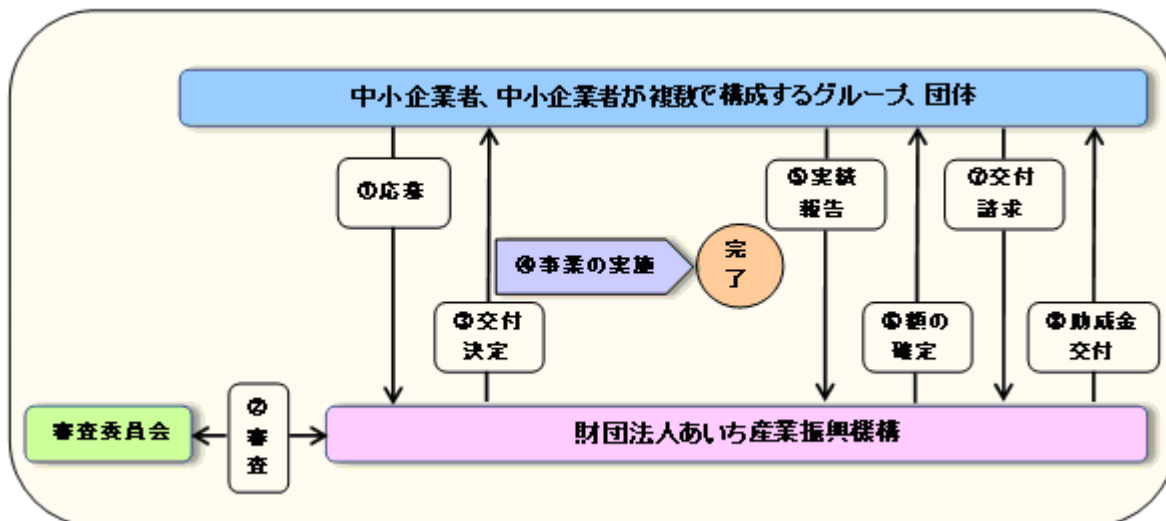 中小企業者、中小企業者が複数で構成するグループ、団体
①応募
⑤実績
報告
⑦交付
請求
④事業の実施
完
了
③交付
決定
⑥額の
確定
⑧助成金
交付
審査委員会
②
審
査
財団法人あいち産業振興機構